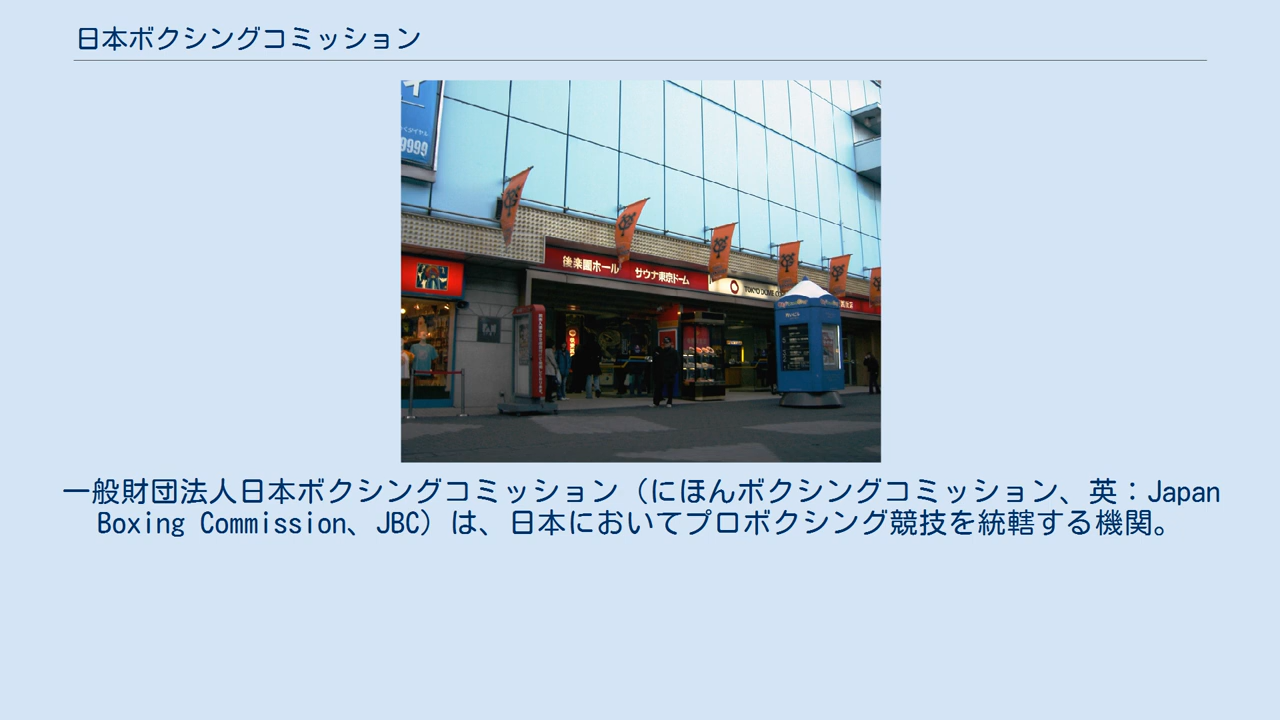 日本ボクシングコミッション
9999
後楽園ホール
サウナ東京ドーム
TOKYO DOME
一般財団法人日本ボクシングコミッション（にほんボクシングコミッション、英：Japan
Boxing Commission、JBC）は、日本においてプロボクシング競技を統轄する機関。